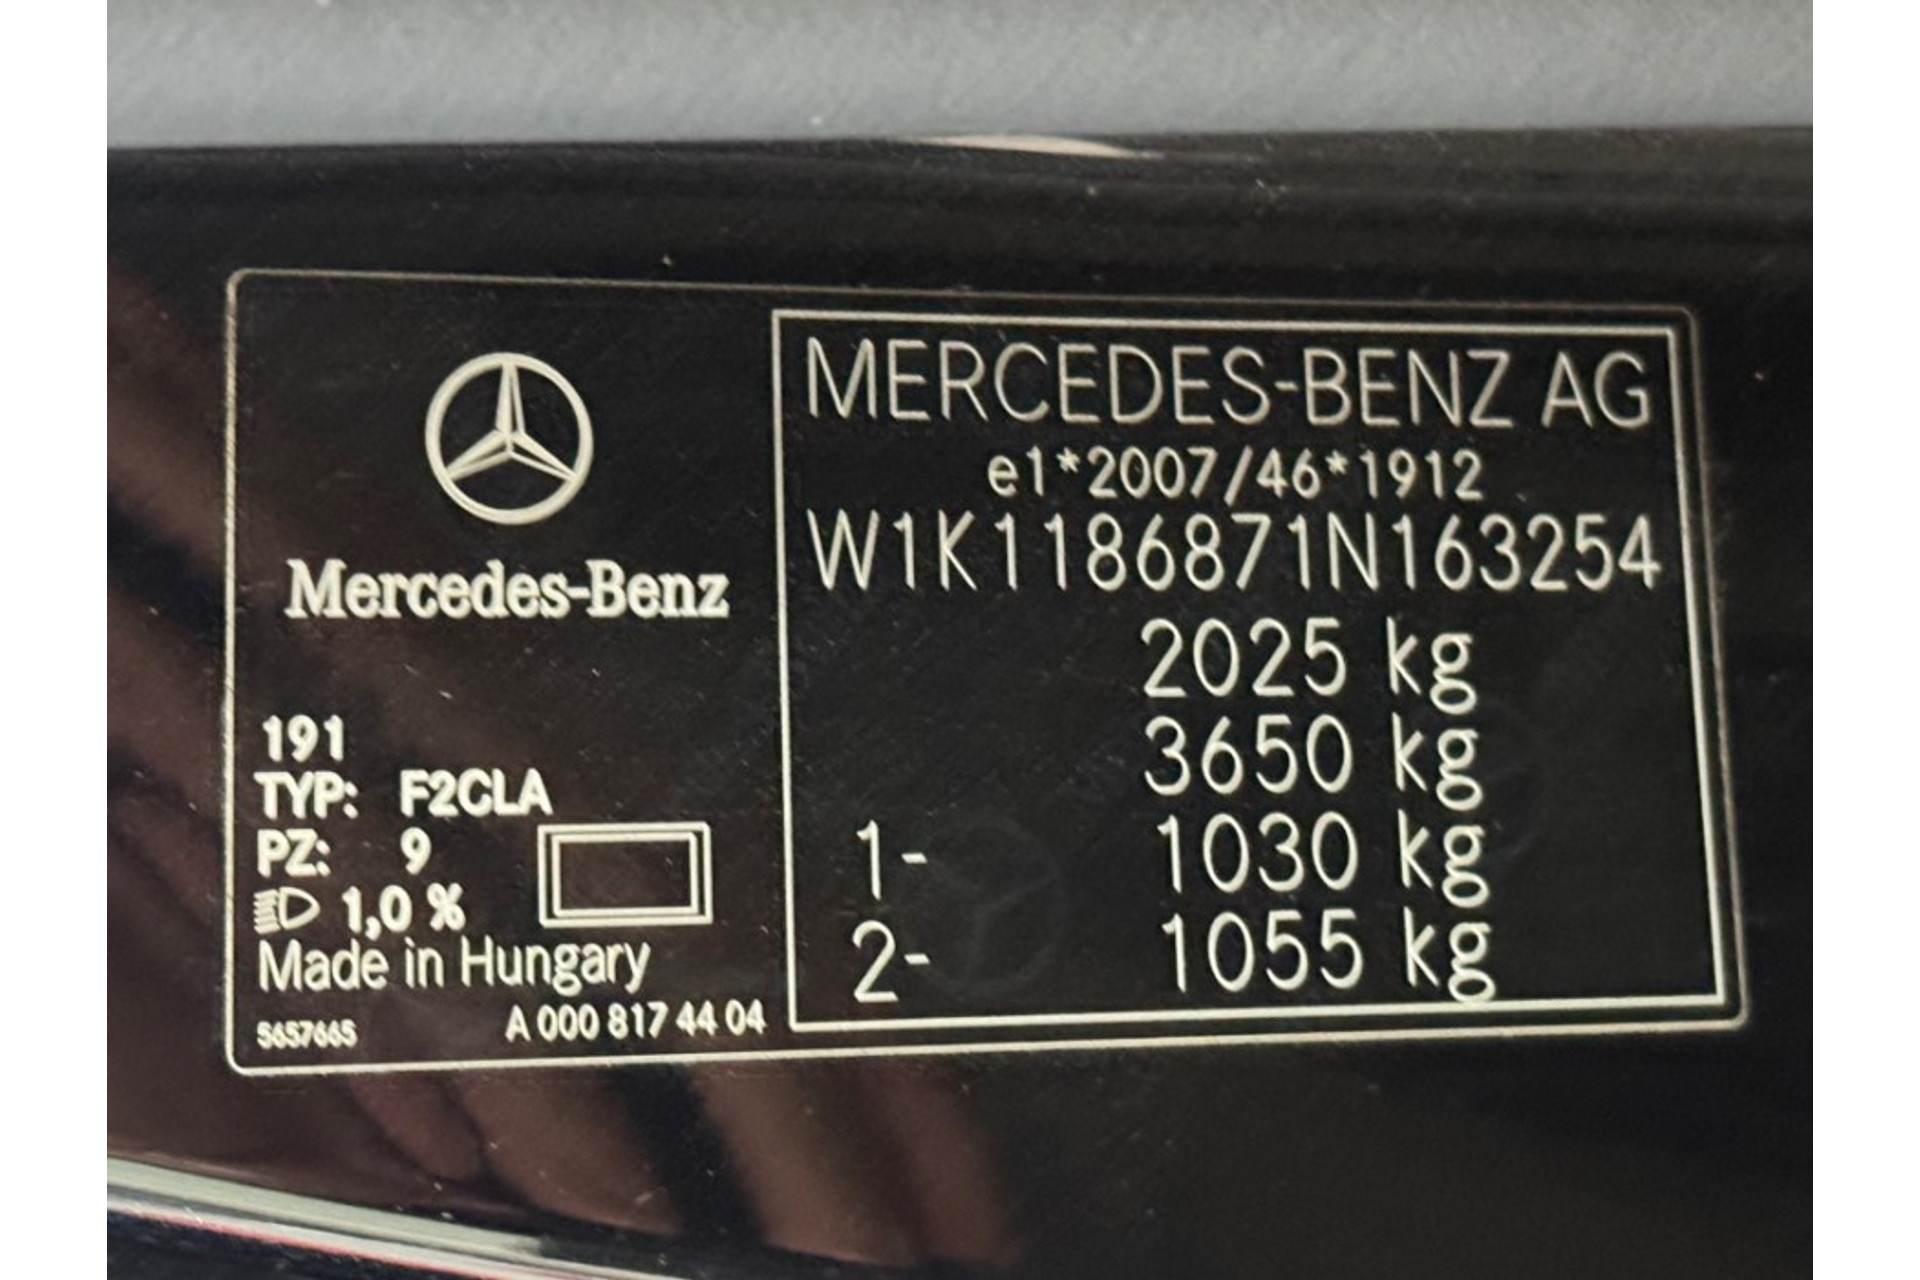 Mercedes-Benz
191
TYP: F2CLA
PZ: 9
1,0 %
Made in Hungary
5657665
A 000 817 44 04
MERCEDES-BENZ AG
e1*2007/46*1912
W1K1186871N163254
2025 kg
3650 kg
1- 1030 kg
2- 1055 kg